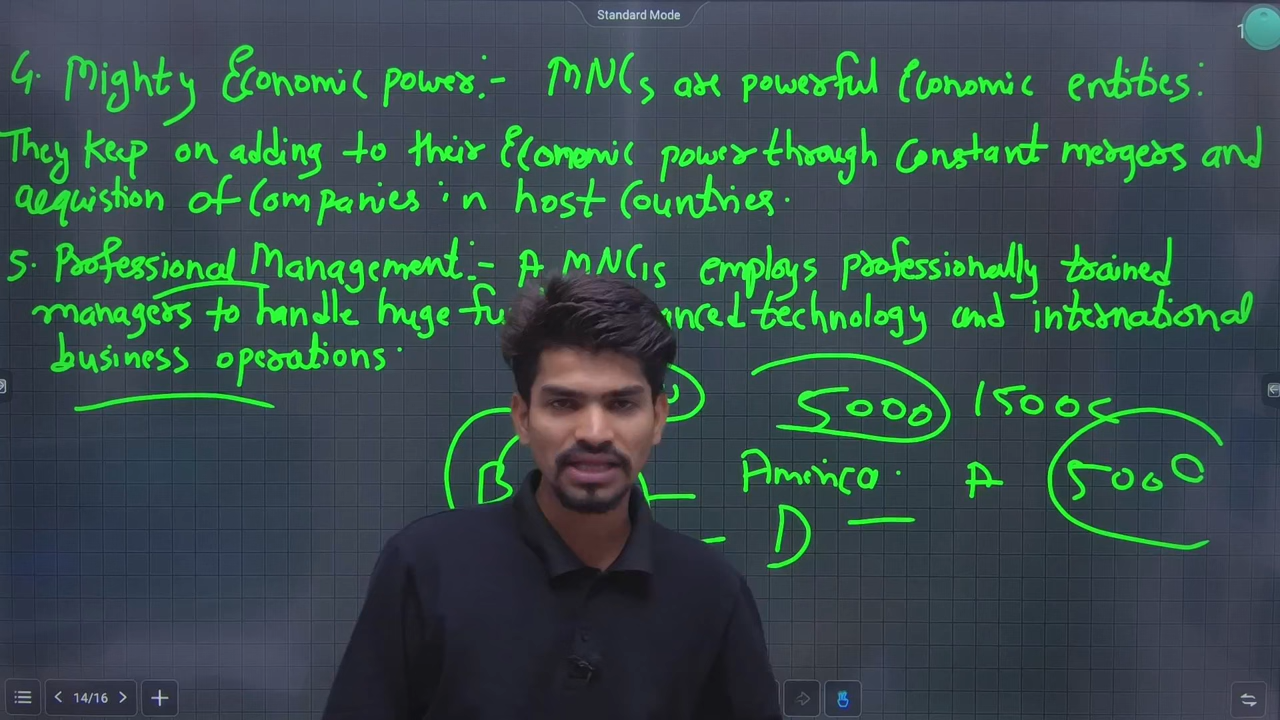 Standard Mode
4. Mighty Economic power:- MNCs are powerful Economic entities.
They keep on adding to their Economic power through constant mergers and
aequistion of Companies in host Countries.
5. Professional Management:- A MNCs employs professionally trained
managers to handle huge technology and international
business operations.
5000 1500
B America. A 5000
D
14/16